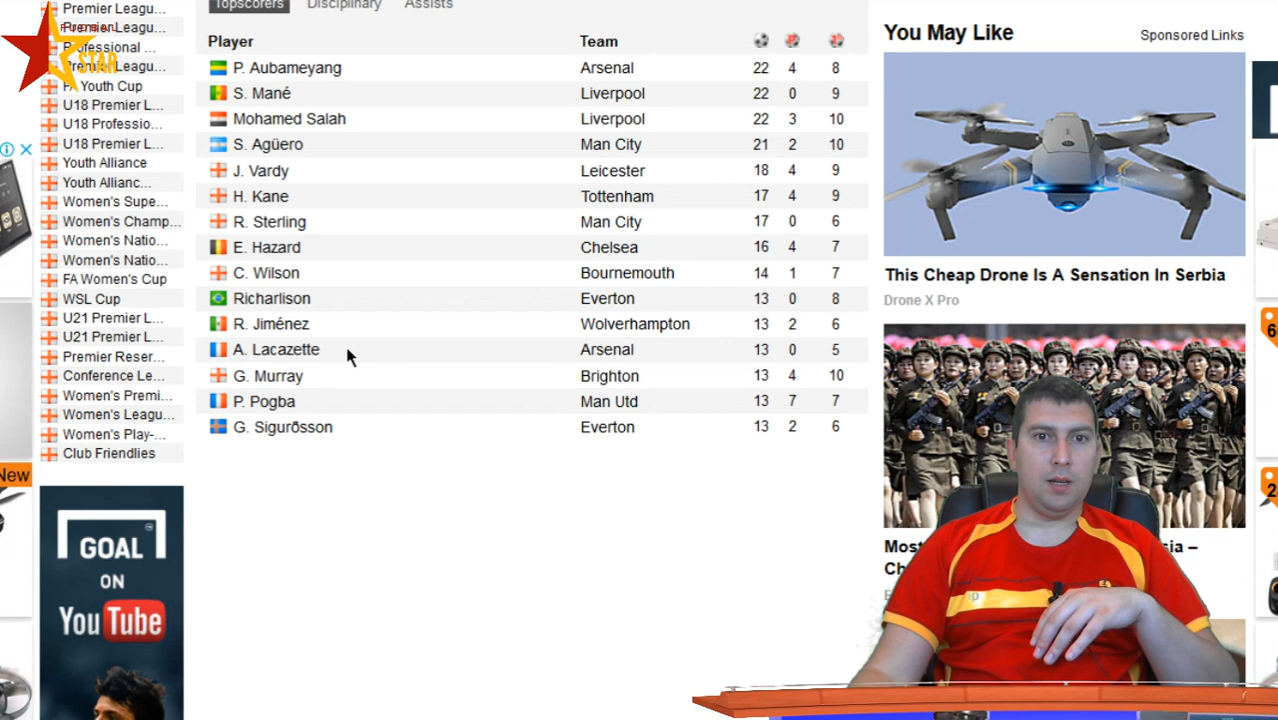 Premier Leagu...
Premier Leagu...
Professional ...
Premier Leagu...
FA Youth Cup
U18 Premier L...
U18 Professio...
U18 Premier L...
Youth Alliance
Youth Allianc...
Women's Supe...
Women's Champ...
Women's Natio...
Women's Natio...
FA Women's Cup
WSL Cup
U21 Premier L...
U21 Premier L...
Premier Reser...
Conference Le...
Women's Premi...
Women's Leagu...
Women's Play-...
Club Friendlies
STAR
New
GOAL
ON
YouTube
Topscorers Disciplinary Assists
Player Team
P. Aubameyang Arsenal 22 4 8
S. Mané Liverpool 22 0 9
Mohamed Salah Liverpool 22 3 10
S. Agüero Man City 21 2 10
J. Vardy Leicester 18 4 9
H. Kane Tottenham 17 4 9
R. Sterling Man City 17 0 6
E. Hazard Chelsea 16 4 7
C. Wilson Bournemouth 14 1 7
Richarlison Everton 13 0 8
R. Jiménez Wolverhampton 13 2 6
A. Lacazette Arsenal 13 0 5
G. Murray Brighton 13 4 10
P. Pogba Man Utd 13 7 7
G. Sigurðsson Everton 13 2 6
You May Like Sponsored Links
This Cheap Drone Is A Sensation In Serbia
Drone X Pro